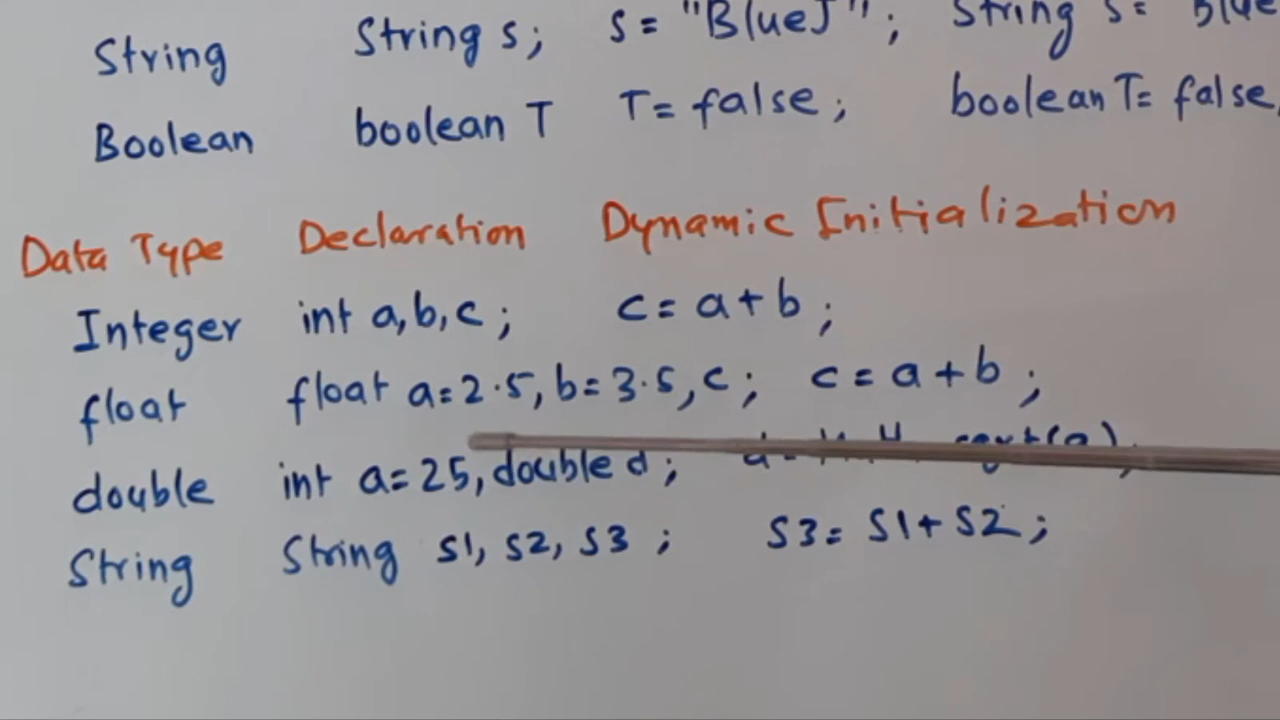 String String s; s = "BlueJ"; String s =
Boolean boolean T T = false; boolean T = false;
Data Type Declaration Dynamic Initialization
Integer int a,b,c; c = a + b;
float float a=2.5, b=3.5, c; c = a + b;
double int a=25, double d;
String String s1, s2, s3; s3 = s1 + s2;